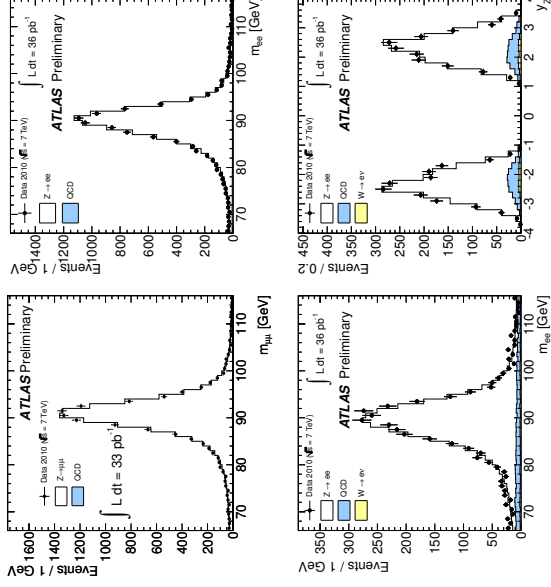 Events / 1 GeV
1600
1400
1200
1000
800
600
400
200
0
Data 2010 (√s = 7 TeV)
Z→μμ
QCD
ATLAS Preliminary
∫ L dt = 33 pb⁻¹
70 80 90 100 110
m_μμ [GeV]
Events / 1 GeV
1400
1200
1000
800
600
400
200
0
Data 2010 (√s = 7 TeV)
Z→ee
QCD
∫ L dt = 36 pb⁻¹
ATLAS Preliminary
70 80 90 100 110
m_ee [GeV]
Events / 1 GeV
350
300
250
200
150
100
50
0
Data 2010 (√s = 7 TeV)
Z→ee
QCD
W→eν
∫ L dt = 36 pb⁻¹
ATLAS Preliminary
70 80 90 100 110
m_ee [GeV]
Events / 0.2
450
400
350
300
250
200
150
100
50
0
Data 2010 (√s = 7 TeV)
Z→ee
QCD
W→eν
∫ L dt = 36 pb⁻¹
ATLAS Preliminary
-4 -3 -2 -1 0 1 2 3 4
y_Z